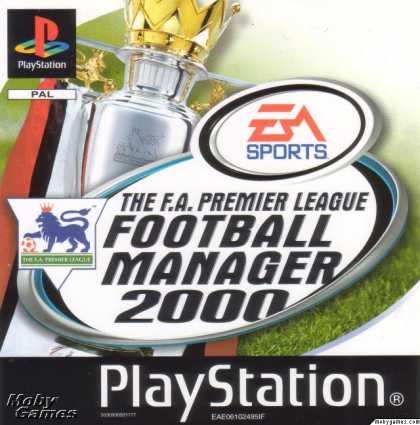 PlayStation
PAL
EA
SPORTS
THE F.A. PREMIER LEAGUE
FOOTBALL
MANAGER
2000
THE F.A. PREMIER LEAGUE
PlayStation®
Moby
Games
EAE06102495IF
mobygames.com